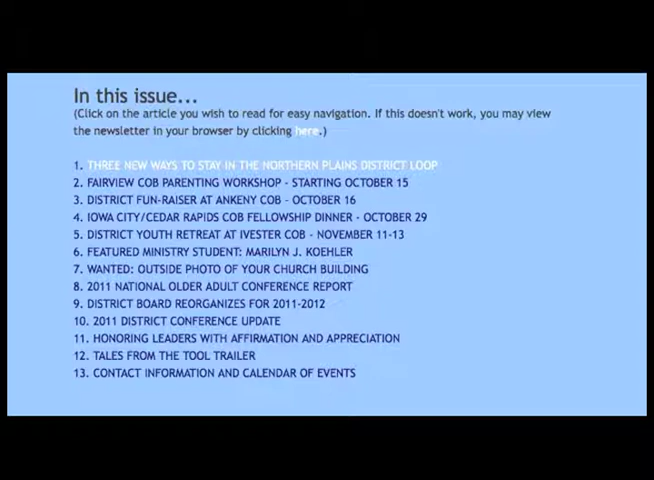 In this issue...
(Click on the article you wish to read for easy navigation. If this doesn't work, you may view
the newsletter in your browser by clicking here.)
1. THREE NEW WAYS TO STAY IN THE NORTHERN PLAINS DISTRICT LOOP
2. FAIRVIEW COB PARENTING WORKSHOP - STARTING OCTOBER 15
3. DISTRICT FUN-RAISER AT ANKENY COB - OCTOBER 16
4. IOWA CITY/CEDAR RAPIDS COB FELLOWSHIP DINNER - OCTOBER 29
5. DISTRICT YOUTH RETREAT AT IVESTER COB - NOVEMBER 11-13
6. FEATURED MINISTRY STUDENT: MARILYN J. KOEHLER
7. WANTED: OUTSIDE PHOTO OF YOUR CHURCH BUILDING
8. 2011 NATIONAL OLDER ADULT CONFERENCE REPORT
9. DISTRICT BOARD REORGANIZES FOR 2011-2012
10. 2011 DISTRICT CONFERENCE UPDATE
11. HONORING LEADERS WITH AFFIRMATION AND APPRECIATION
12. TALES FROM THE TOOL TRAILER
13. CONTACT INFORMATION AND CALENDAR OF EVENTS